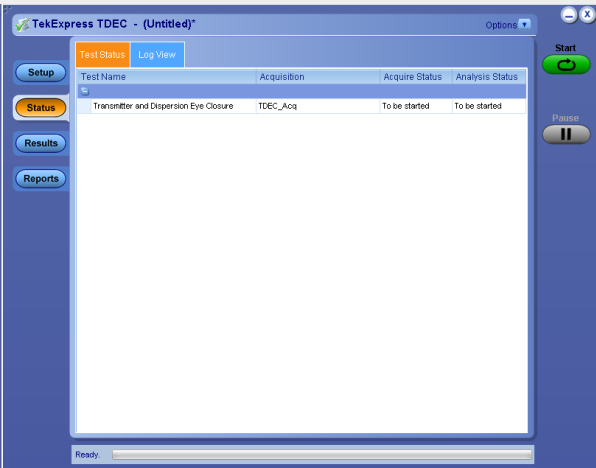 TekExpress TDEC - (Untitled)*
Options
Start
Test Status Log View
Setup
Test Name Acquisition Acquire Status Analysis Status
Status
Transmitter and Dispersion Eye Closure TDEC_Acq To be started To be started
Pause
Results
Reports
Ready.